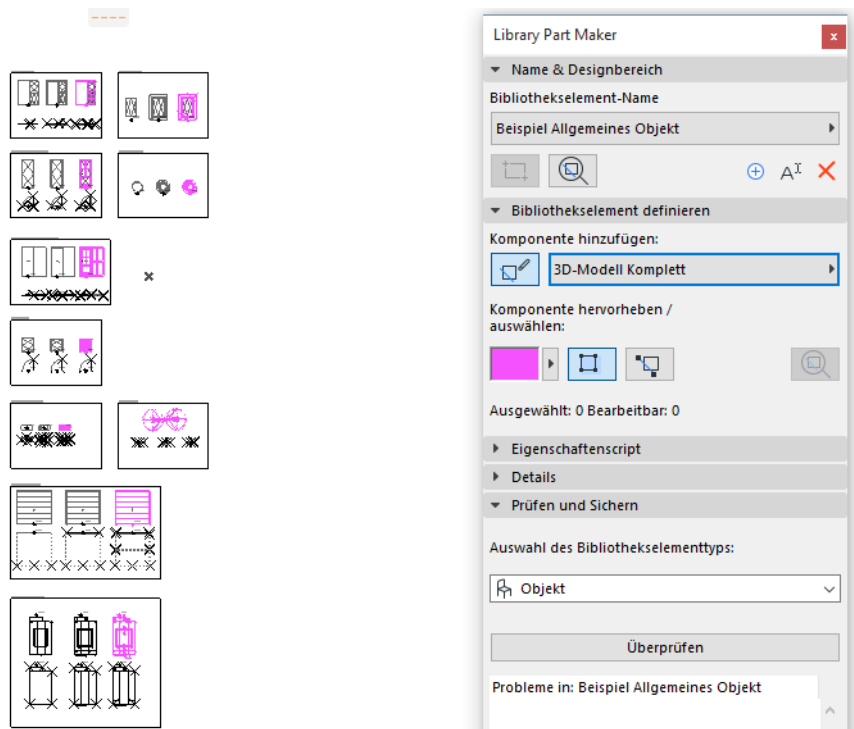 Library Part Maker
x
Name & Designbereich
Bibliothekselement-Name
Beispiel Allgemeines Objekt
Bibliothekselement definieren
Komponente hinzufügen:
3D-Modell Komplett
Komponente hervorheben /
auswählen:
Ausgewählt: 0 Bearbeitbar: 0
Eigenschaftenscript
Details
Prüfen und Sichern
Auswahl des Bibliothekselementtyps:
Objekt
Überprüfen
Probleme in: Beispiel Allgemeines Objekt